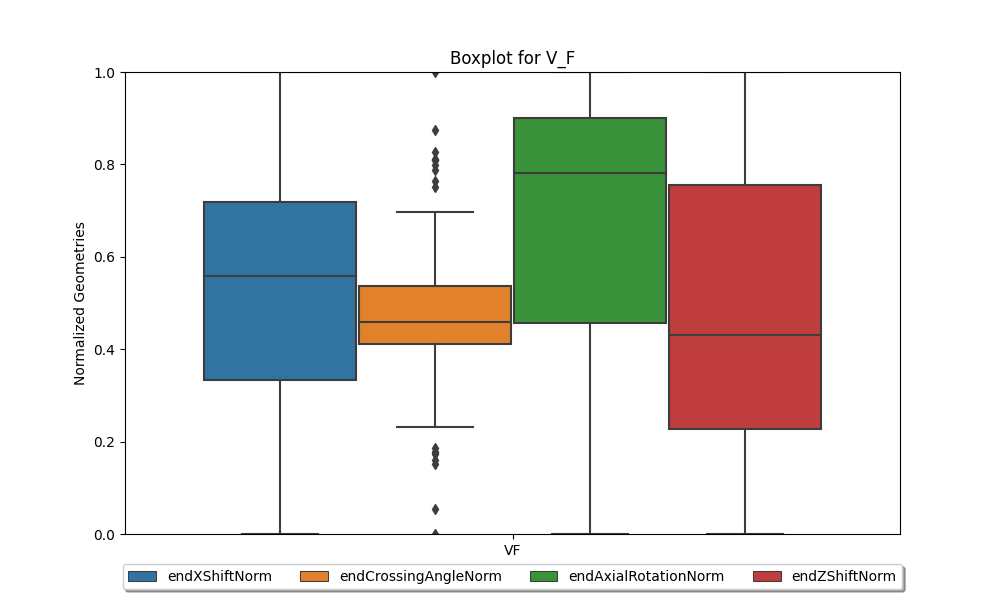 Boxplot for V_F
1.0
0.8
0.6
0.4
0.2
0.0
Normalized Geometries
VF
endXShiftNorm endCrossingAngleNorm endAxialRotationNorm endZShiftNorm